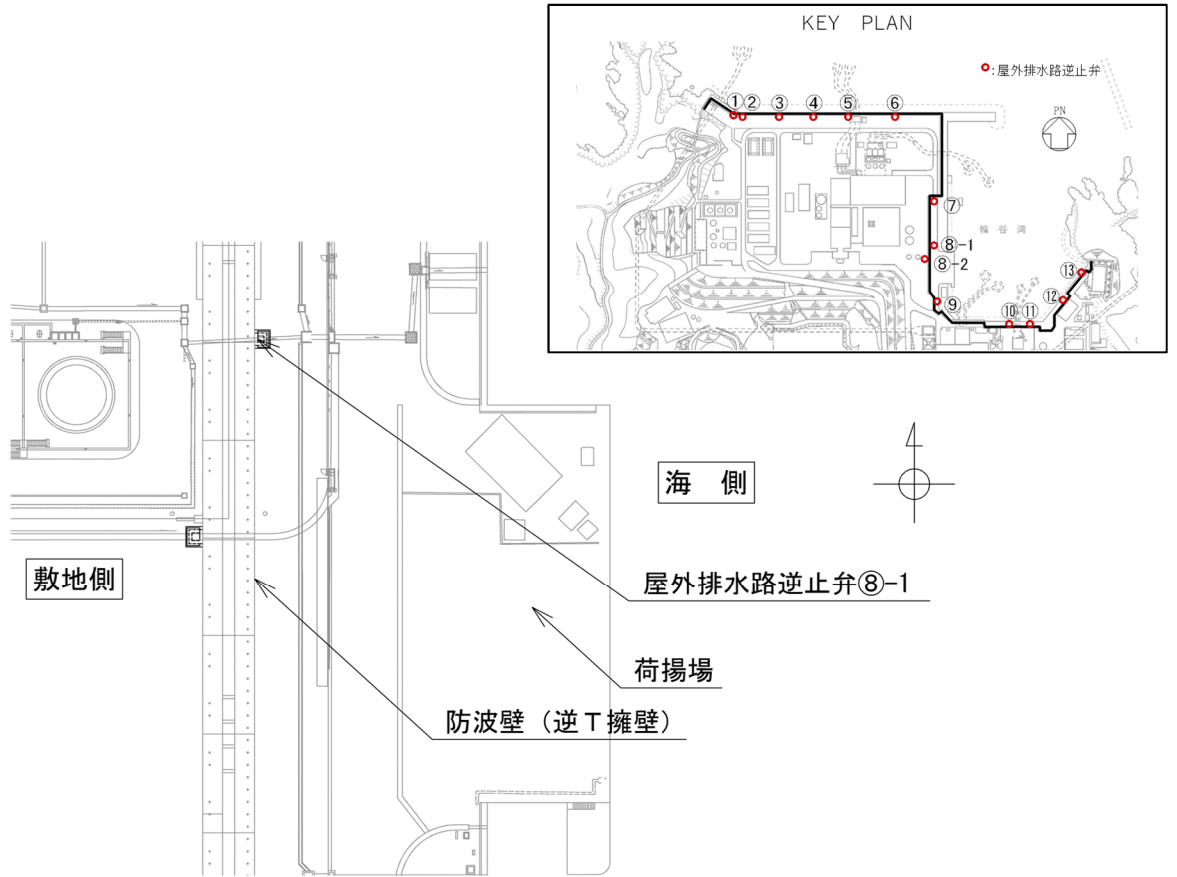 KEY PLAN
:屋外排水路逆止弁
① ② ③ ④ ⑤ ⑥
PN
⑦
輪谷湾
⑧-1
⑧-2
⑬
⑫
⑨
⑩ ⑪
海 側
敷地側
屋外排水路逆止弁⑧-1
荷揚場
防波壁（逆T擁壁）